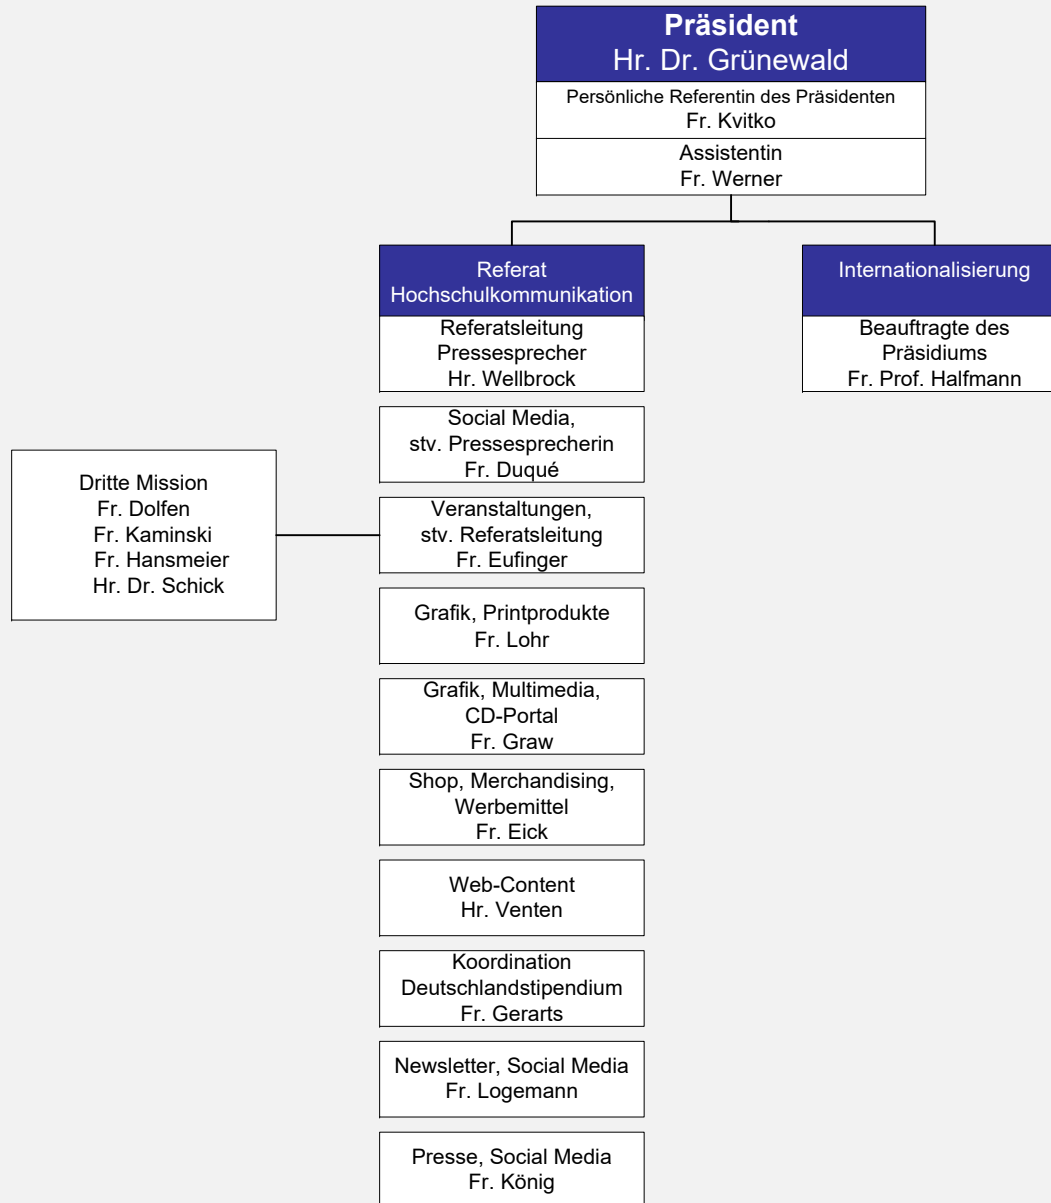 Präsident
Hr. Dr. Grünewald
Persönliche Referentin des Präsidenten
Fr. Kvitko
Assistentin
Fr. Werner
Referat
Hochschulkommunikation
Referatsleitung
Pressesprecher
Hr. Wellbrock
Internationalisierung
Beauftragte des
Präsidiums
Fr. Prof. Halfmann
Social Media,
stv. Pressesprecherin
Fr. Duqué
Dritte Mission
Fr. Dolfen
Fr. Kaminski
Fr. Hansmeier
Hr. Dr. Schick
Veranstaltungen,
stv. Referatsleitung
Fr. Eufinger
Grafik, Printprodukte
Fr. Lohr
Grafik, Multimedia,
CD-Portal
Fr. Graw
Shop, Merchandising,
Werbemittel
Fr. Eick
Web-Content
Hr. Venten
Koordination
Deutschlandstipendium
Fr. Gerarts
Newsletter, Social Media
Fr. Logemann
Presse, Social Media
Fr. König